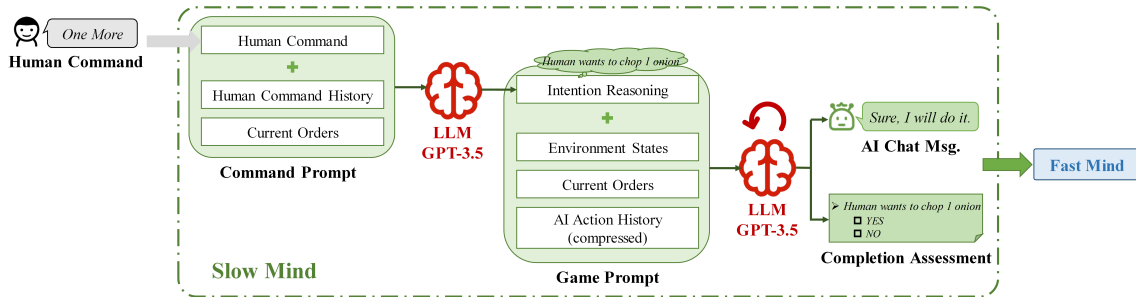 One More
Human Command
Human Command
Human Command History
Current Orders
Command Prompt
LLM
GPT-3.5
Human wants to chop 1 onion
Intention Reasoning
Environment States
Current Orders
AI Action History
(compressed)
Game Prompt
LLM
GPT-3.5
Sure, I will do it.
AI Chat Msg.
➢ Human wants to chop 1 onion
YES
NO
Completion Assessment
Slow Mind
Fast Mind